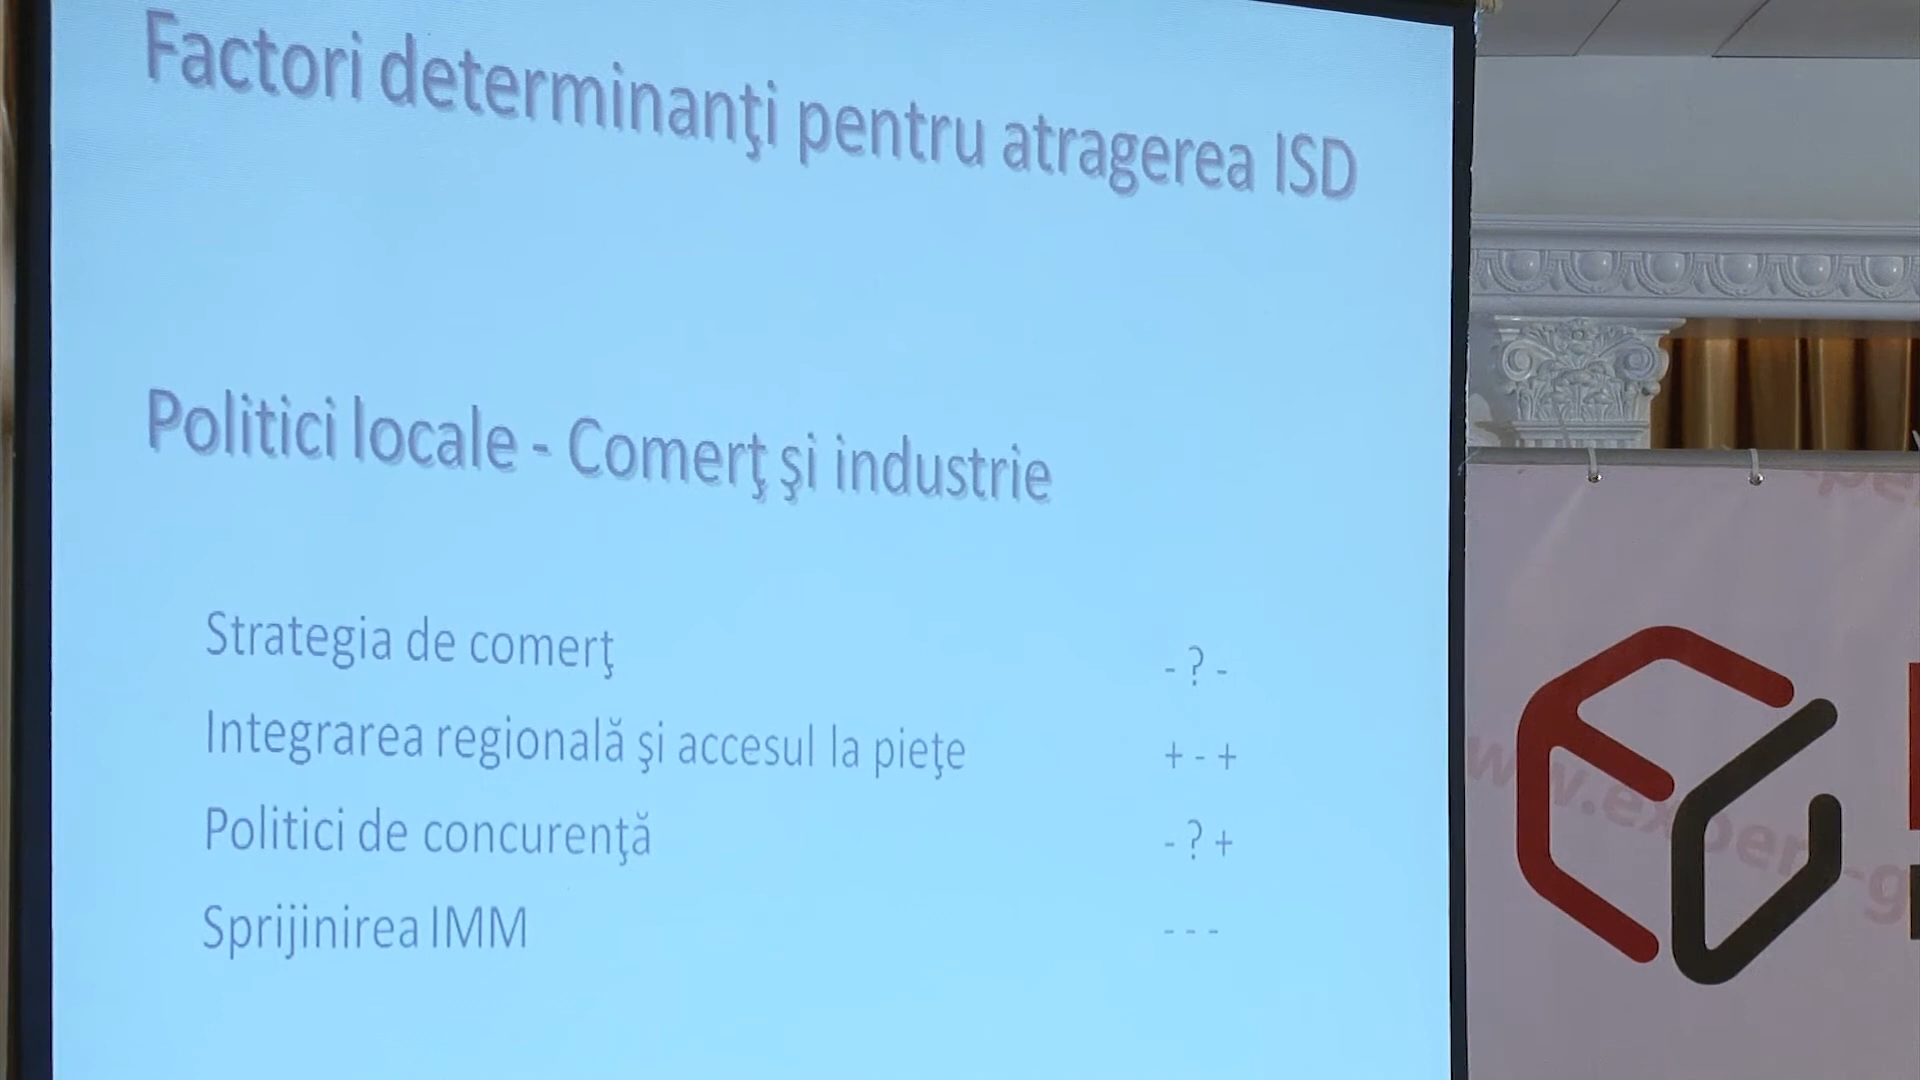 Factori determinanţi pentru atragerea ISD
Politici locale - Comerţ şi industrie
Strategia de comerţ - ? -
Integrarea regională şi accesul la pieţe + - +
Politici de concurenţă - ? +
Sprijinirea IMM - - -